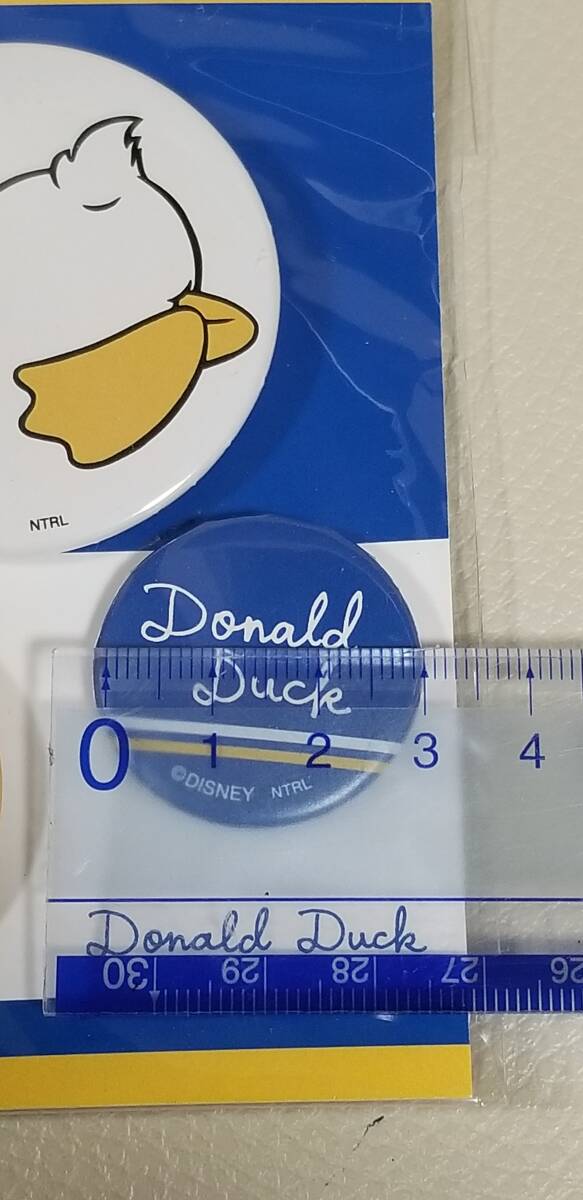 NTRL
Donald
Duck
©DISNEY NTRL
0 1 2 3 4
Donald Duck
30 29 28 27 26